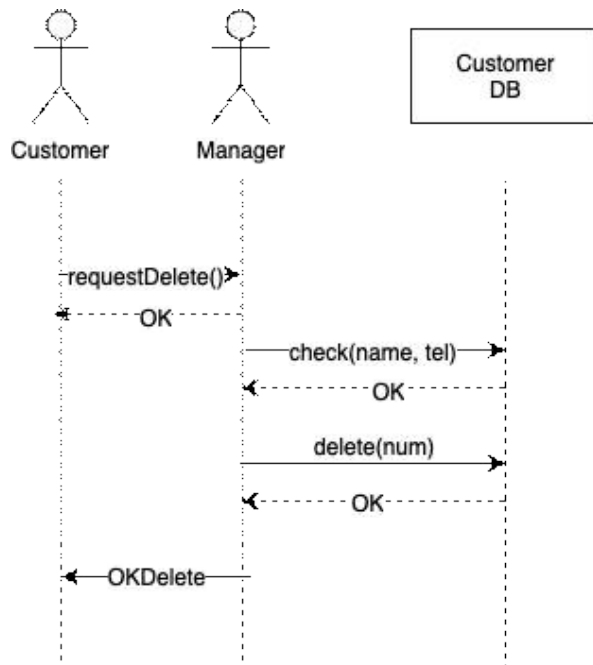 Customer
Manager
Customer
DB
requestDelete()
OK
check(name, tel)
OK
delete(num)
OK
OKDelete